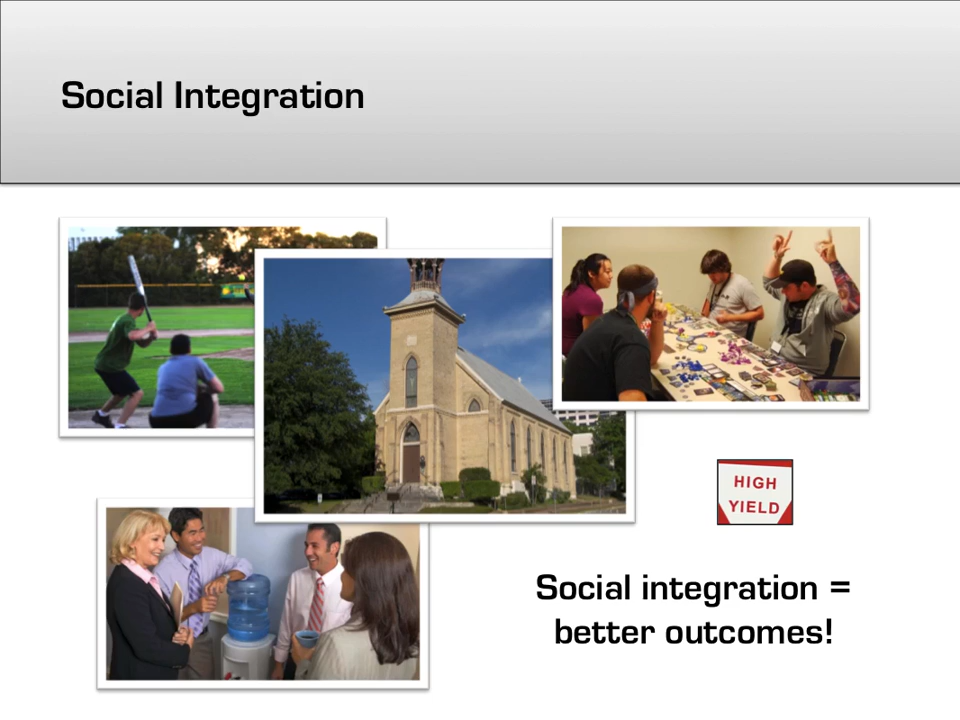 Social Integration
HIGH
YIELD
Social integration =
better outcomes!